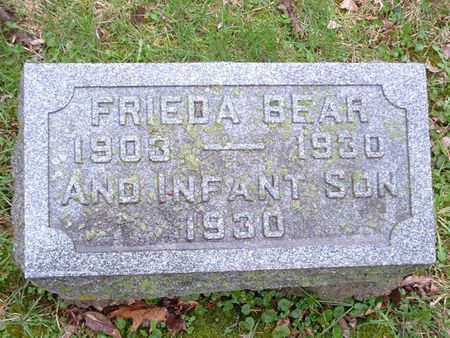 FRIEDA BEAR
1903 — 1930
AND INFANT SON
1930